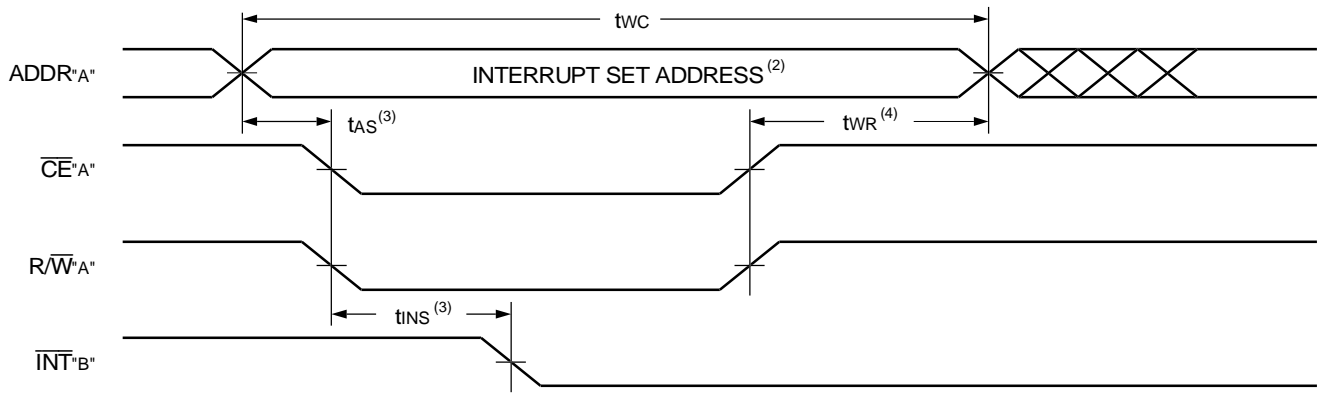 tWC
ADDR"A" INTERRUPT SET ADDRESS(2)
tAS(3) tWR(4)
CE"A"
R/W"A"
tINS(3)
INT"B"